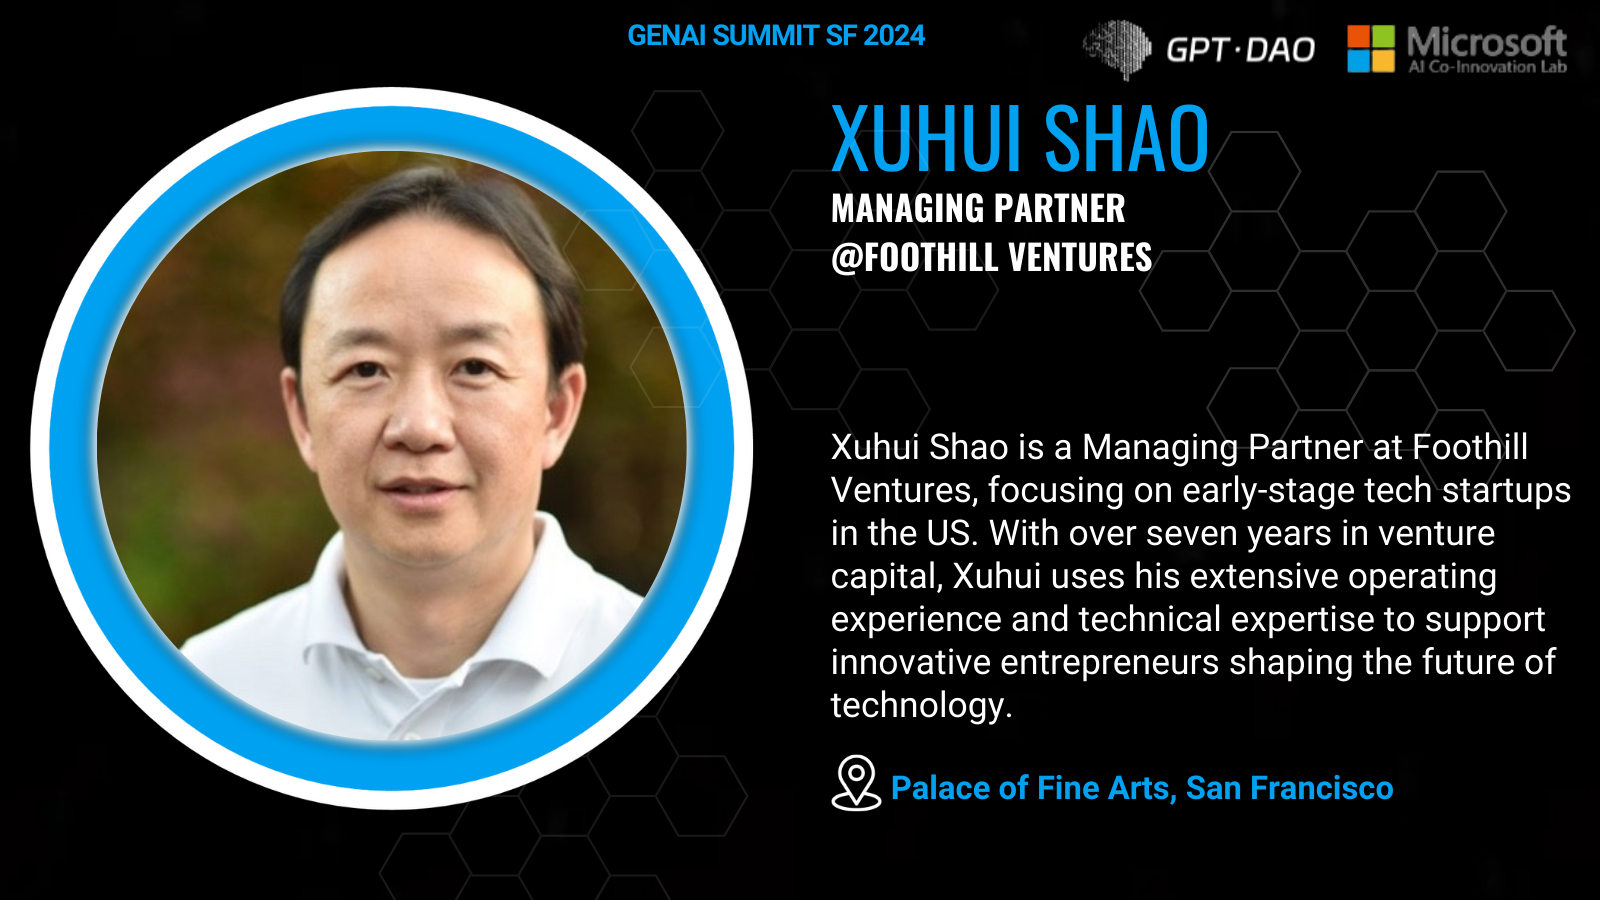 GENAI SUMMIT SF 2024
GPT·DAO
Microsoft
AI Co-Innovation Lab
XUHUI SHAO
MANAGING PARTNER
@FOOTHILL VENTURES
Xuhui Shao is a Managing Partner at Foothill
Ventures, focusing on early-stage tech startups
in the US. With over seven years in venture
capital, Xuhui uses his extensive operating
experience and technical expertise to support
innovative entrepreneurs shaping the future of
technology.
Palace of Fine Arts, San Francisco